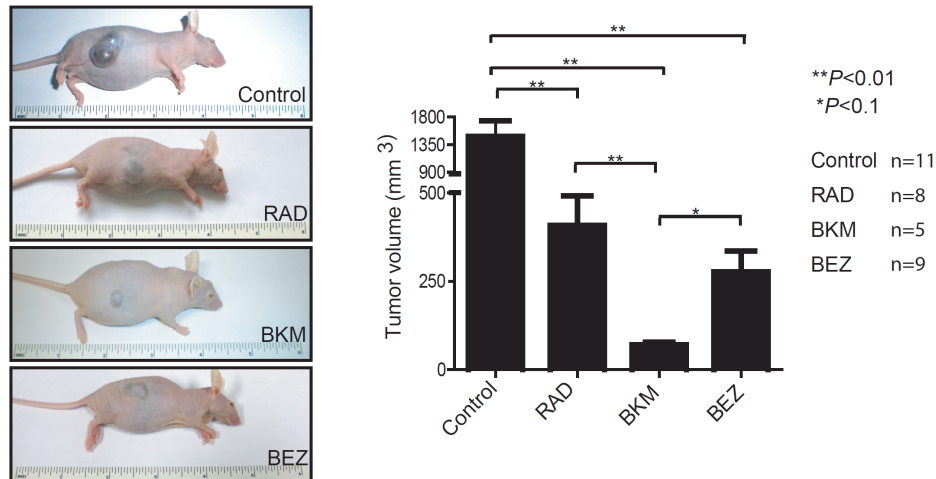 Control
RAD
BKM
BEZ
**
**
**
**
*
Tumor volume (mm 3)
1800
1350
900
500
250
0
Control
RAD
BKM
BEZ
**P<0.01
*P<0.1
Control n=11
RAD n=8
BKM n=5
BEZ n=9